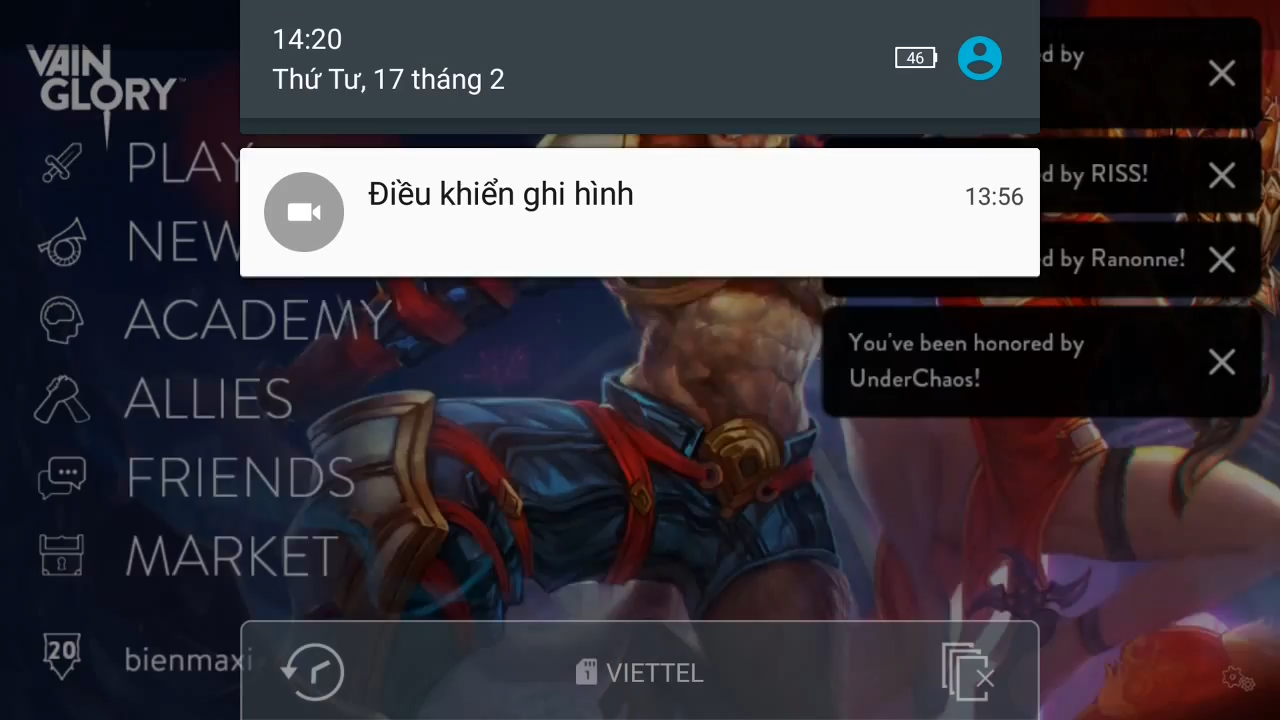 14:20
Thứ Tư, 17 tháng 2
46
Điều khiển ghi hình
13:56
VAIN
GLORY
PLAY
ACADEMY
ALLIES
FRIENDS
MARKET
20
bienmaxi
by
by RISS!
by Ranonne!
You've been honored by
UnderChaos!
1
VIETTEL